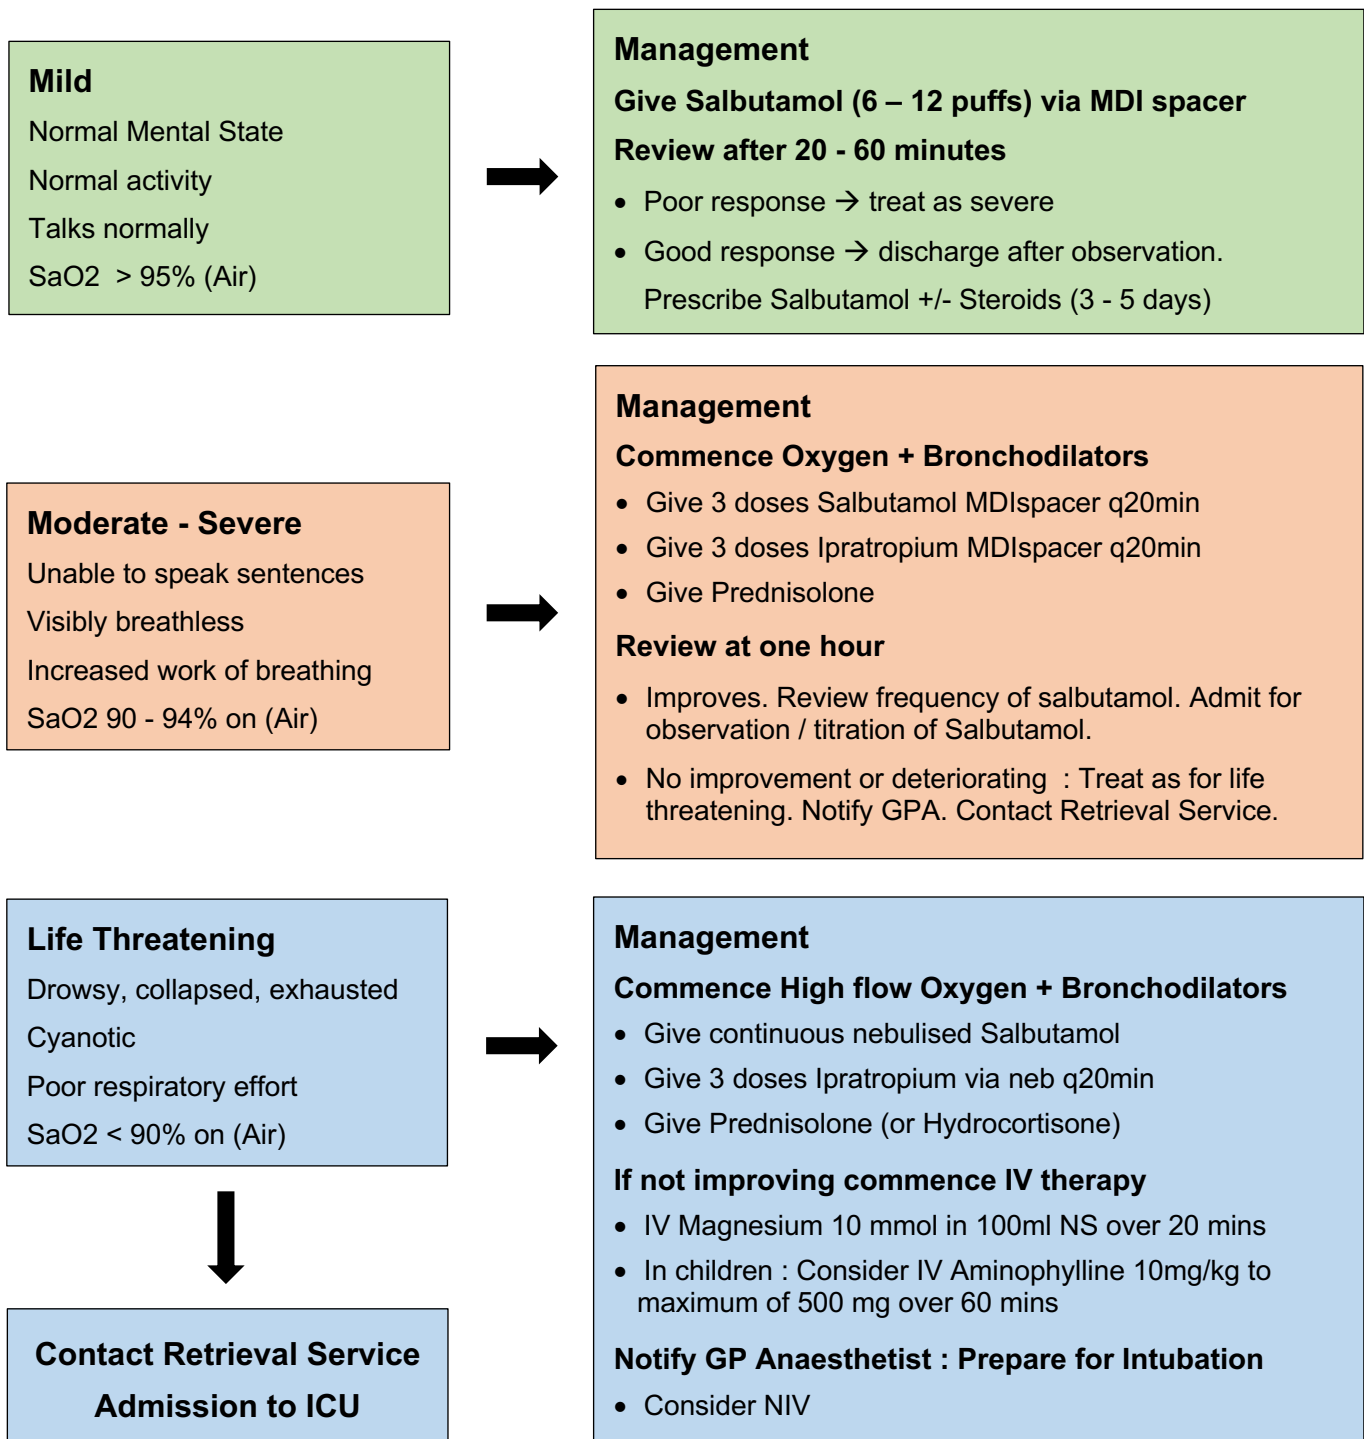 Mild
Normal Mental State
Normal activity
Talks normally
SaO2 > 95% (Air)
Management
Give Salbutamol (6 – 12 puffs) via MDI spacer
Review after 20 - 60 minutes
• Poor response → treat as severe
• Good response → discharge after observation.
Prescribe Salbutamol +/- Steroids (3 - 5 days)
Moderate - Severe
Unable to speak sentences
Visibly breathless
Increased work of breathing
SaO2 90 - 94% on (Air)
Management
Commence Oxygen + Bronchodilators
• Give 3 doses Salbutamol MDIspacer q20min
• Give 3 doses Ipratropium MDIspacer q20min
• Give Prednisolone
Review at one hour
• Improves. Review frequency of salbutamol. Admit for
observation / titration of Salbutamol.
• No improvement or deteriorating : Treat as for life
threatening. Notify GPA. Contact Retrieval Service.
Life Threatening
Drowsy, collapsed, exhausted
Cyanotic
Poor respiratory effort
SaO2 < 90% on (Air)
Contact Retrieval Service
Admission to ICU
Management
Commence High flow Oxygen + Bronchodilators
• Give continuous nebulised Salbutamol
• Give 3 doses Ipratropium via neb q20min
• Give Prednisolone (or Hydrocortisone)
If not improving commence IV therapy
• IV Magnesium 10 mmol in 100ml NS over 20 mins
• In children : Consider IV Aminophylline 10mg/kg to
maximum of 500 mg over 60 mins
Notify GP Anaesthetist : Prepare for Intubation
• Consider NIV